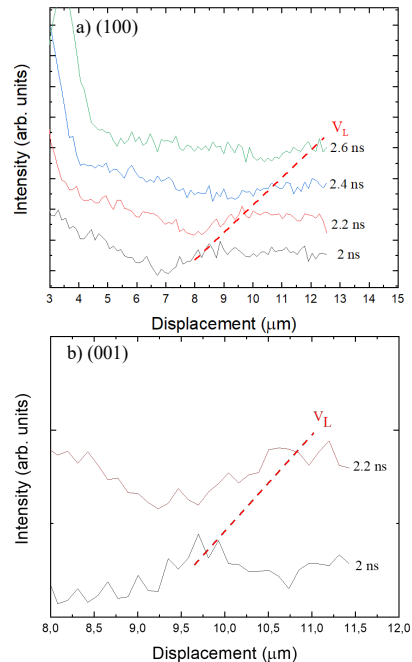 a) (100)
Intensity (arb. units)
V_L
2.6 ns
2.4 ns
2.2 ns
2 ns
3 4 5 6 7 8 9 10 11 12 13 14 15
Displacement (μm)
b) (001)
Intensity (arb. units)
V_L
2.2 ns
2 ns
8,0 8,5 9,0 9,5 10,0 10,5 11,0 11,5 12,0
Displacement (μm)